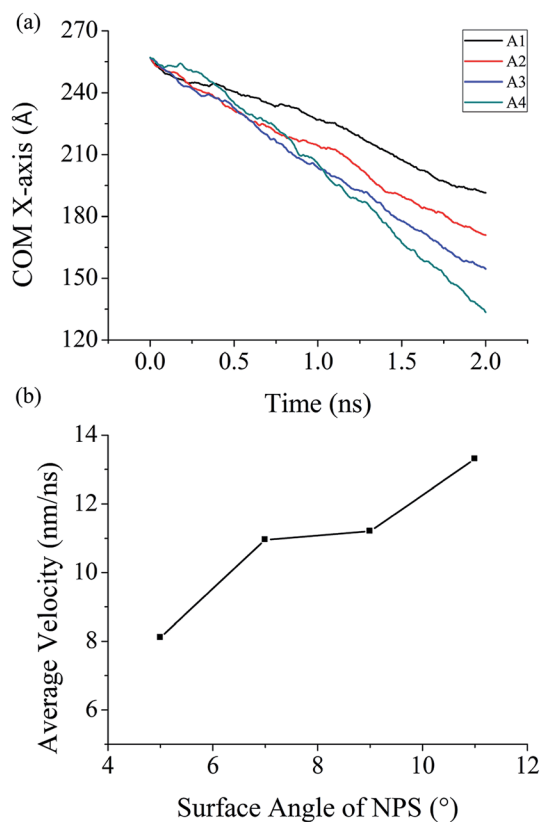 (a)
270
240
210
180
150
120
COM X-axis (Å)
A1
A2
A3
A4
0.0 0.5 1.0 1.5 2.0
Time (ns)
(b)
14
12
10
8
6
Average Velocity (nm/ns)
4 6 8 10 12
Surface Angle of NPS (°)